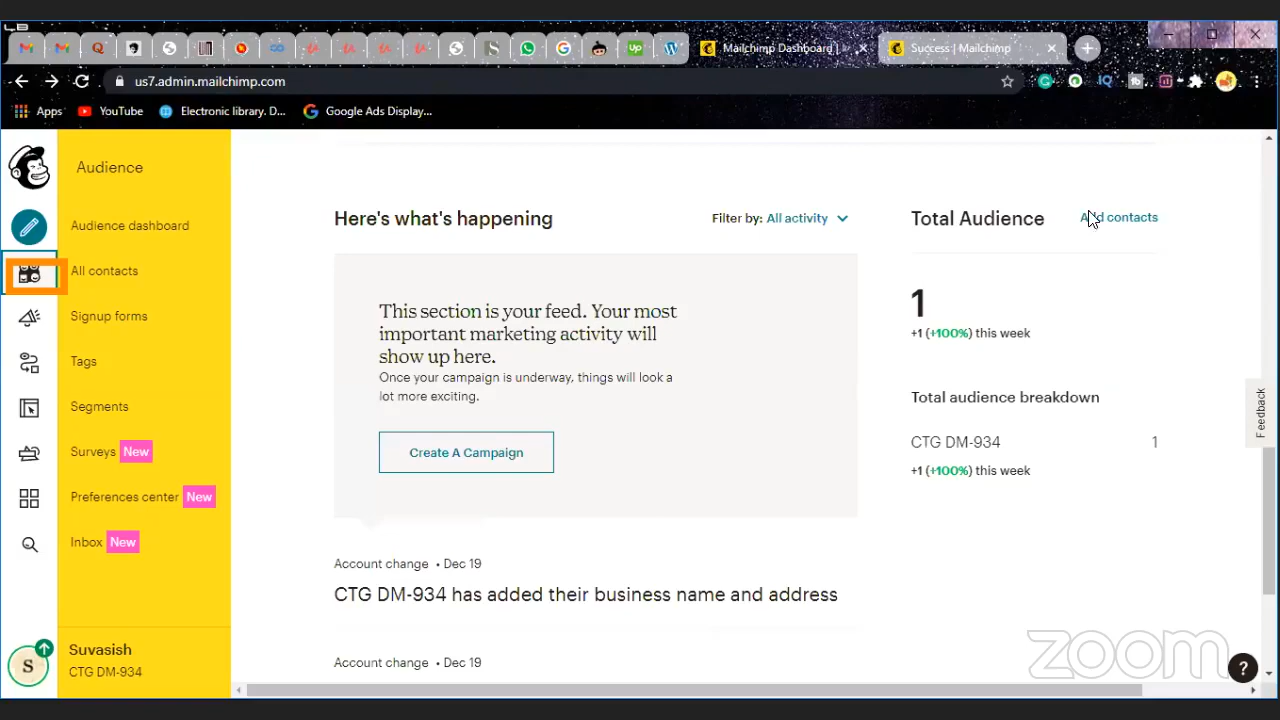 Mailchimp Dashboard |
Success | Mailchimp
us7.admin.mailchimp.com
Apps
YouTube
Electronic library. D...
Google Ads Display...
Audience
Audience dashboard
All contacts
Signup forms
Tags
Segments
Surveys New
Preferences center New
Inbox New
Suvasish
CTG DM-934
S
Here's what's happening
Filter by: All activity
This section is your feed. Your most
important marketing activity will
show up here.
Once your campaign is underway, things will look a
lot more exciting.
Create A Campaign
Account change • Dec 19
CTG DM-934 has added their business name and address
Account change • Dec 19
Total Audience
Add contacts
1
+1 (+100%) this week
Total audience breakdown
CTG DM-934 1
+1 (+100%) this week
Feedback
zoom
?